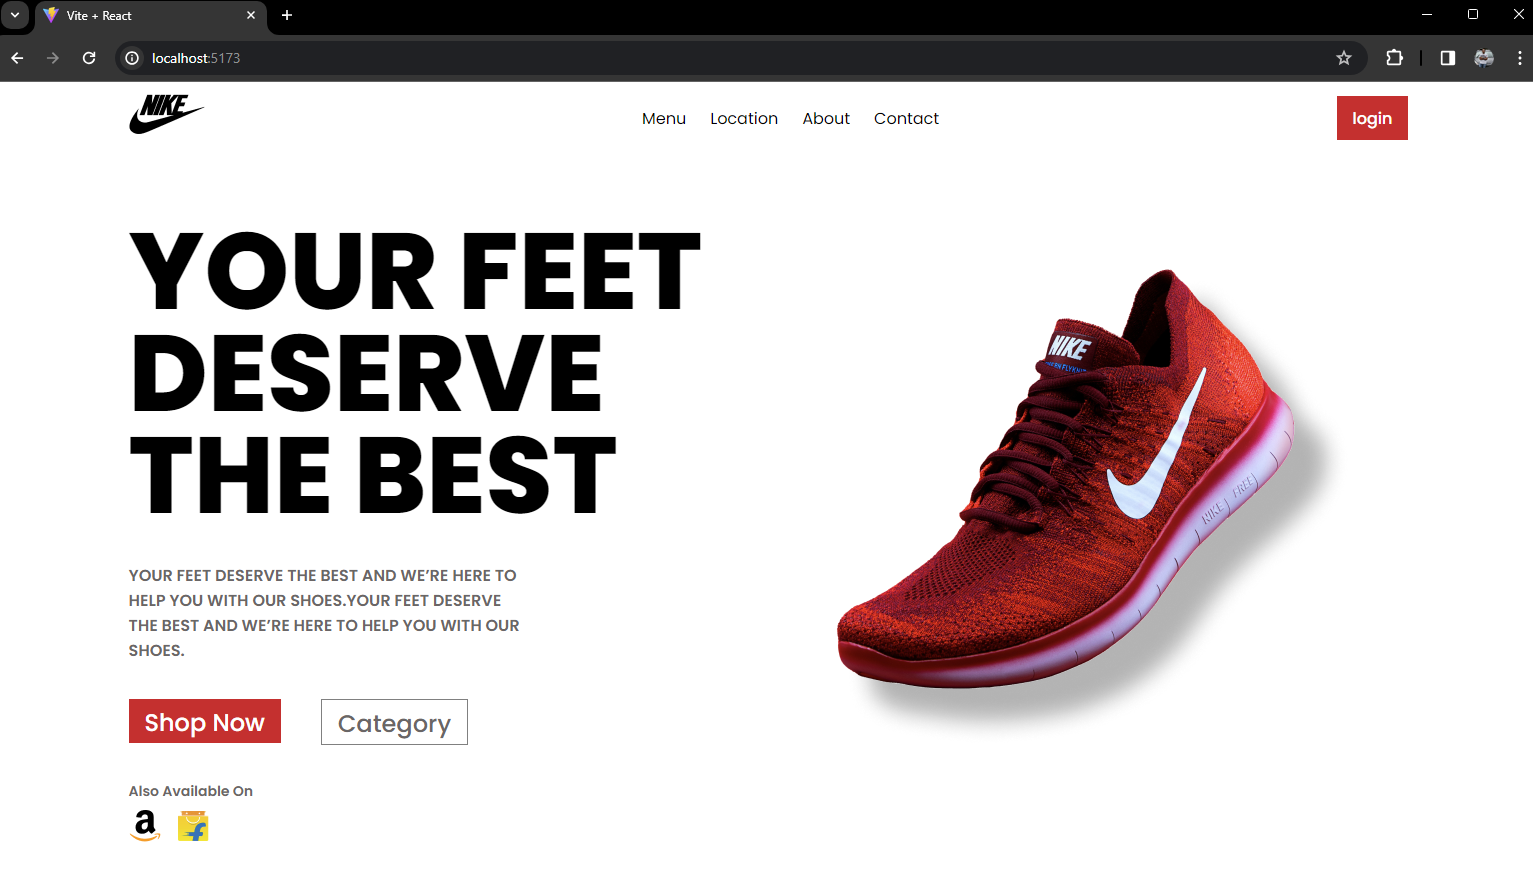 Vite + React
localhost:5173
NIKE
Menu Location About Contact
login
YOUR FEET
DESERVE
THE BEST
NIKE
NIKE FREE
YOUR FEET DESERVE THE BEST AND WE’RE HERE TO
HELP YOU WITH OUR SHOES.YOUR FEET DESERVE
THE BEST AND WE’RE HERE TO HELP YOU WITH OUR
SHOES.
Shop Now
Category
Also Available On
a
f